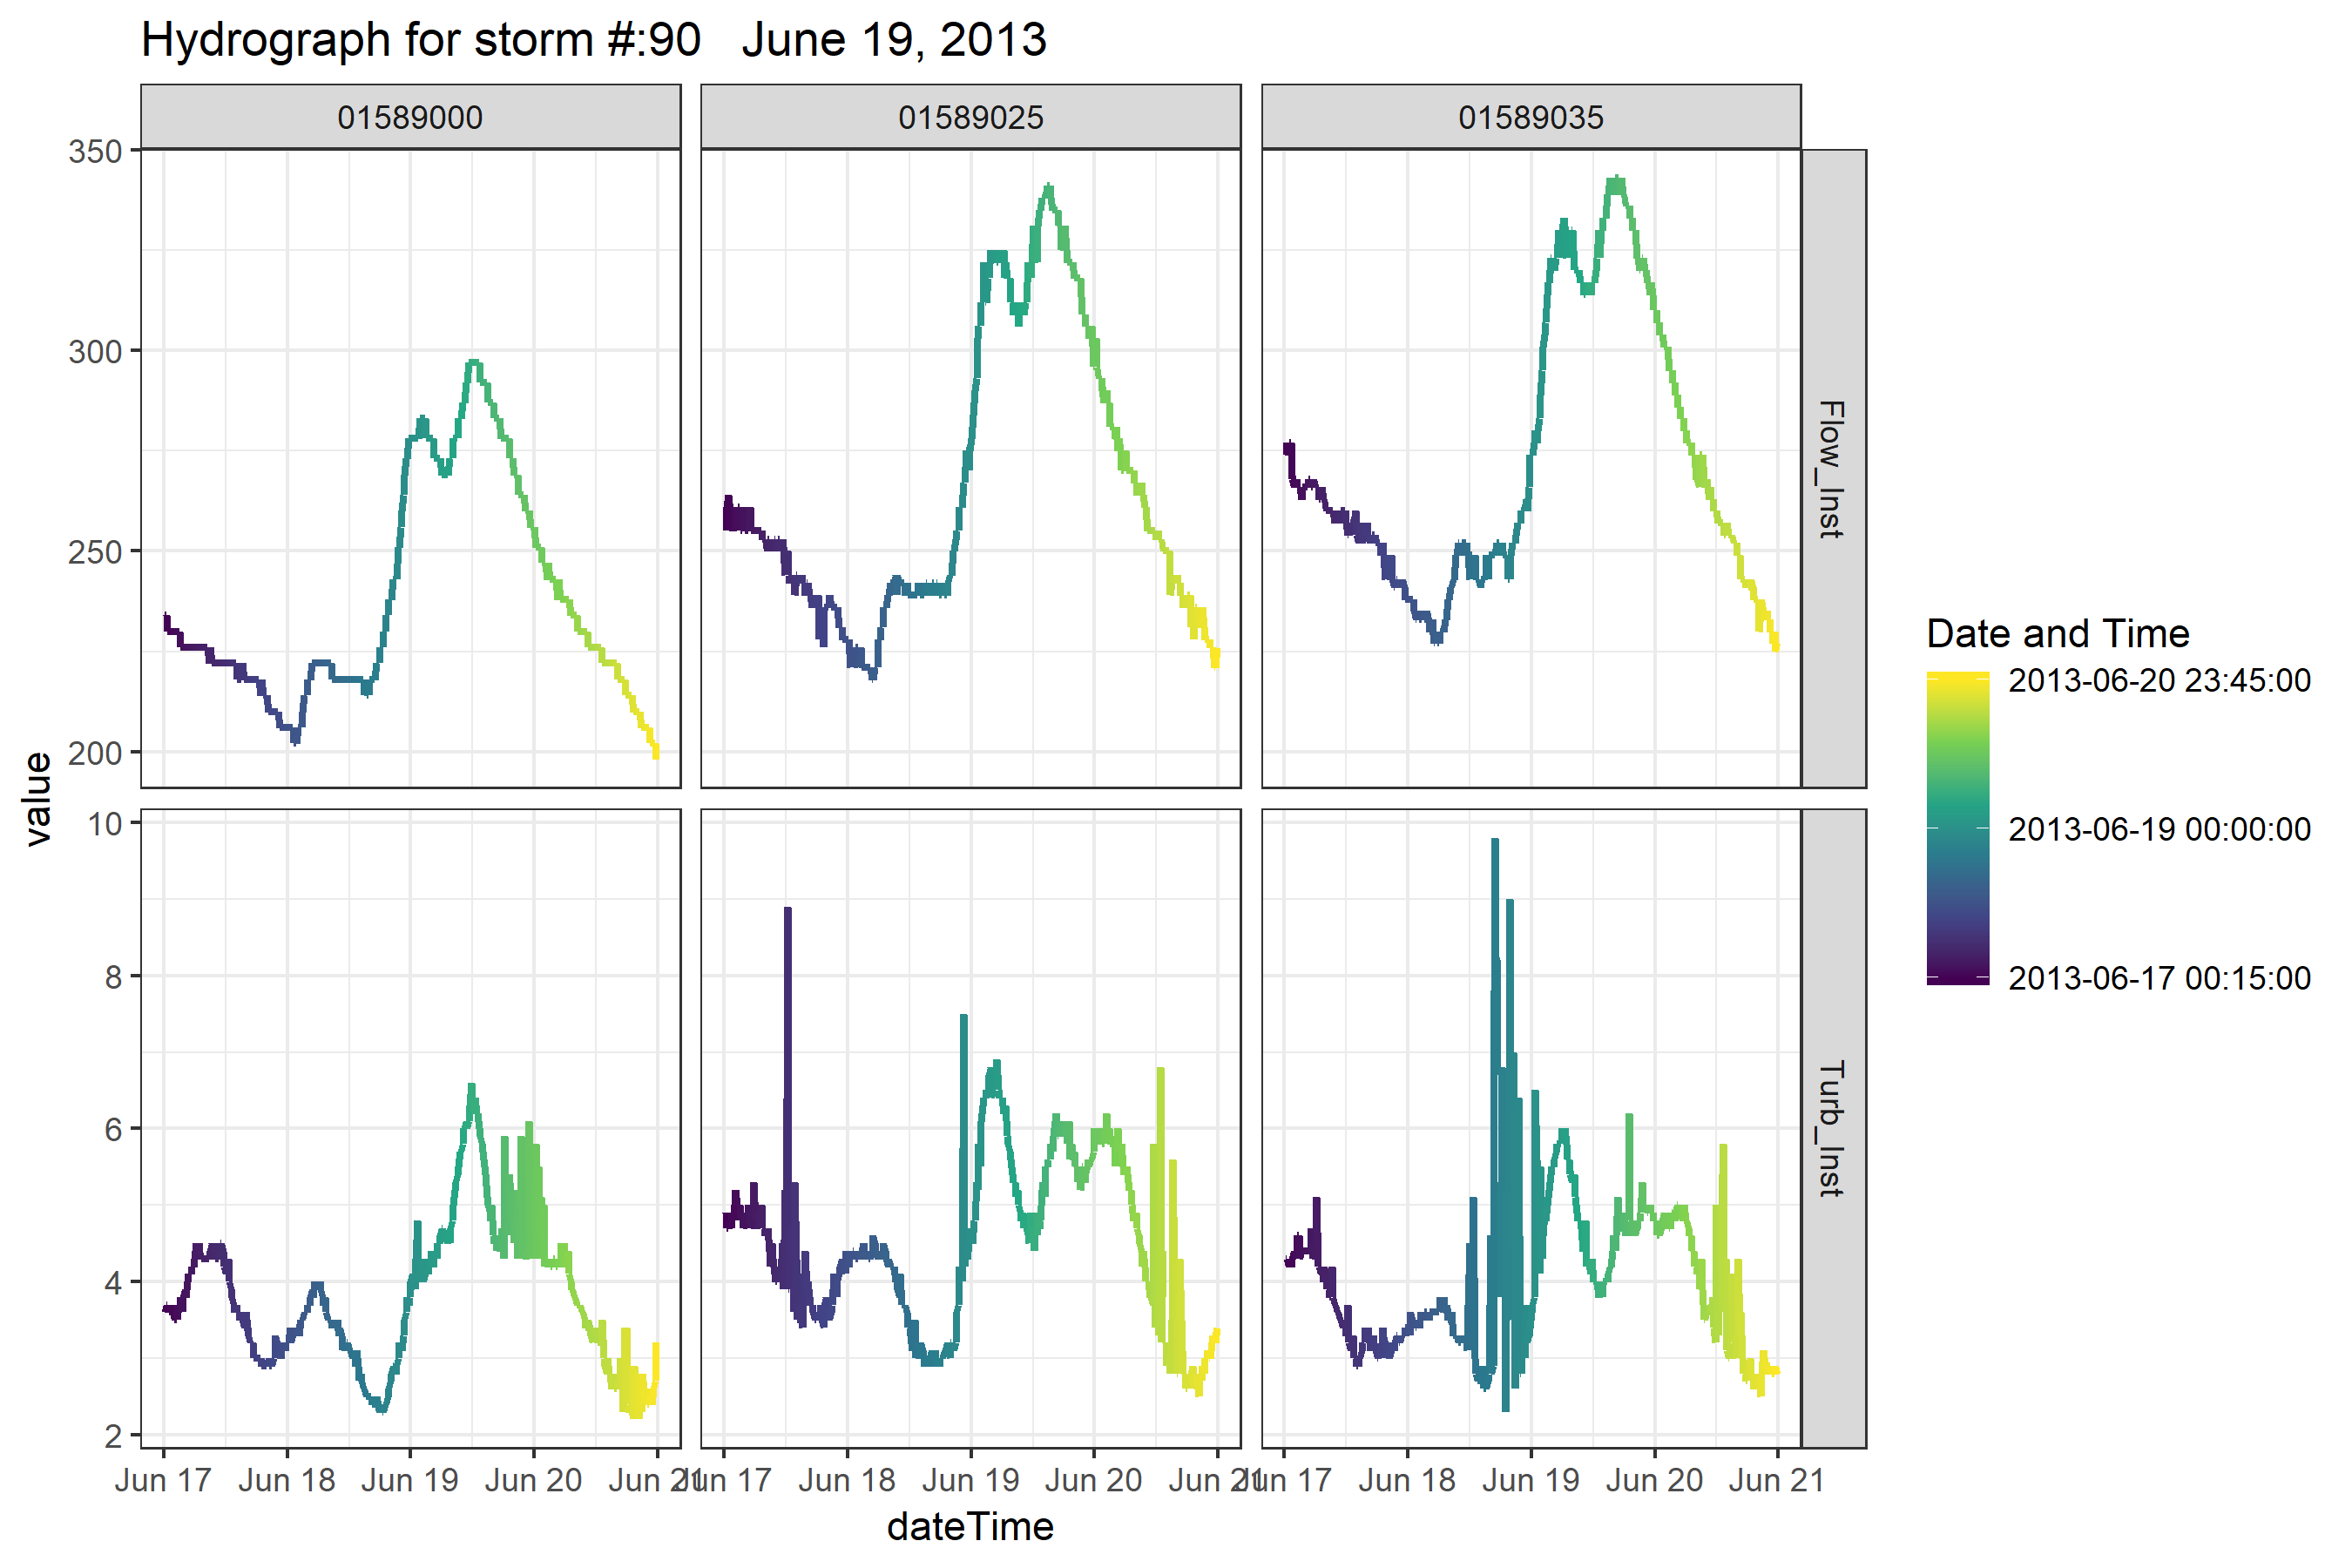 Hydrograph for storm #:90   June 19, 2013
01589000 01589025 01589035
350
300
250
200
Flow_Inst
10
8
6
4
2
Turb_Inst
value
Jun 17 Jun 18 Jun 19 Jun 20 Jun 21 Jun 17 Jun 18 Jun 19 Jun 20 Jun 21 Jun 17 Jun 18 Jun 19 Jun 20 Jun 21
dateTime
Date and Time
2013-06-20 23:45:00
2013-06-19 00:00:00
2013-06-17 00:15:00